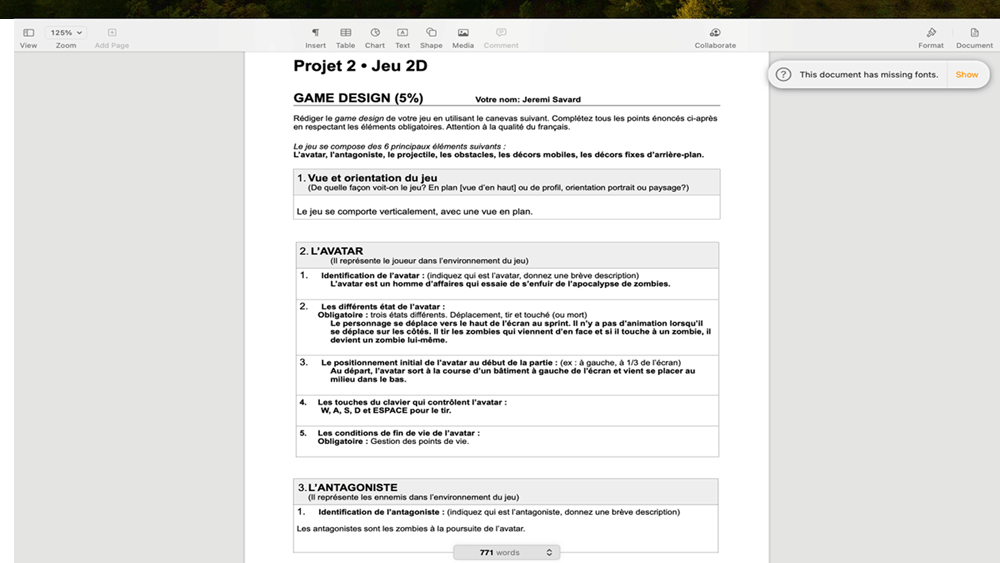 125%
View
Zoom
Add Page
Insert
Table
Chart
Text
Shape
Media
Comment
Collaborate
Format
Document
This document has missing fonts.
Show
Projet 2 • Jeu 2D
GAME DESIGN (5%)
Votre nom: Jeremi Savard
Rédiger le game design de votre jeu en utilisant le canevas suivant. Complétez tous les points énoncés ci-après
en respectant les éléments obligatoires. Attention à la qualité du français.
Le jeu se compose des 6 principaux éléments suivants :
L'avatar, l'antagoniste, le projectile, les obstacles, les décors mobiles, les décors fixes d'arrière-plan.
1. Vue et orientation du jeu
(De quelle façon voit-on le jeu? En plan [vue d'en haut] ou de profil, orientation portrait ou paysage?)
Le jeu se comporte verticalement, avec une vue en plan.
2. L'AVATAR
(Il représente le joueur dans l'environnement du jeu)
1. Identification de l'avatar : (indiquez qui est l'avatar, donnez une brève description)
L'avatar est un homme d'affaires qui essaie de s'enfuir de l'apocalypse de zombies.
2. Les différents état de l'avatar :
Obligatoire : trois états différents. Déplacement, tir et touché (ou mort)
Le personnage se déplace vers le haut de l'écran au sprint. Il n'y a pas d'animation lorsqu'il
se déplace sur les côtés. Il tir les zombies qui viennent d'en face et si il touche à un zombie, il
devient un zombie lui-même.
3. Le positionnement initial de l'avatar au début de la partie : (ex : à gauche, à 1/3 de l'écran)
Au départ, l'avatar sort à la course d'un bâtiment à gauche de l'écran et vient se placer au
milieu dans le bas.
4. Les touches du clavier qui contrôlent l'avatar :
W, A, S, D et ESPACE pour le tir.
5. Les conditions de fin de vie de l'avatar :
Obligatoire : Gestion des points de vie.
3. L'ANTAGONISTE
(Il représente les ennemis dans l'environnement du jeu)
1. Identification de l'antagoniste : (indiquez qui est l'antagoniste, donnez une brève description)
Les antagonistes sont les zombies à la poursuite de l'avatar.
771 words